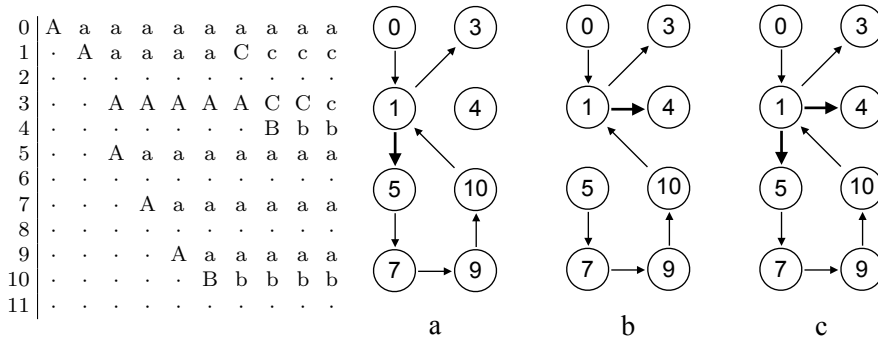 0 A a a a a a a a a a
1 · A a a a a C c c c
2 · · · · · · · · · ·
3 · · A A A A A C C c
4 · · · · · · · B b b
5 · · A a a a a a a a
6 · · · · · · · · · ·
7 · · · A a a a a a a
8 · · · · · · · · · ·
9 · · · · A a a a a a
10 · · · · · B b b b b
11 · · · · · · · · · ·
0 3
1 4
5 10
7 9
a
0 3
1 4
5 10
7 9
b
0 3
1 4
5 10
7 9
c